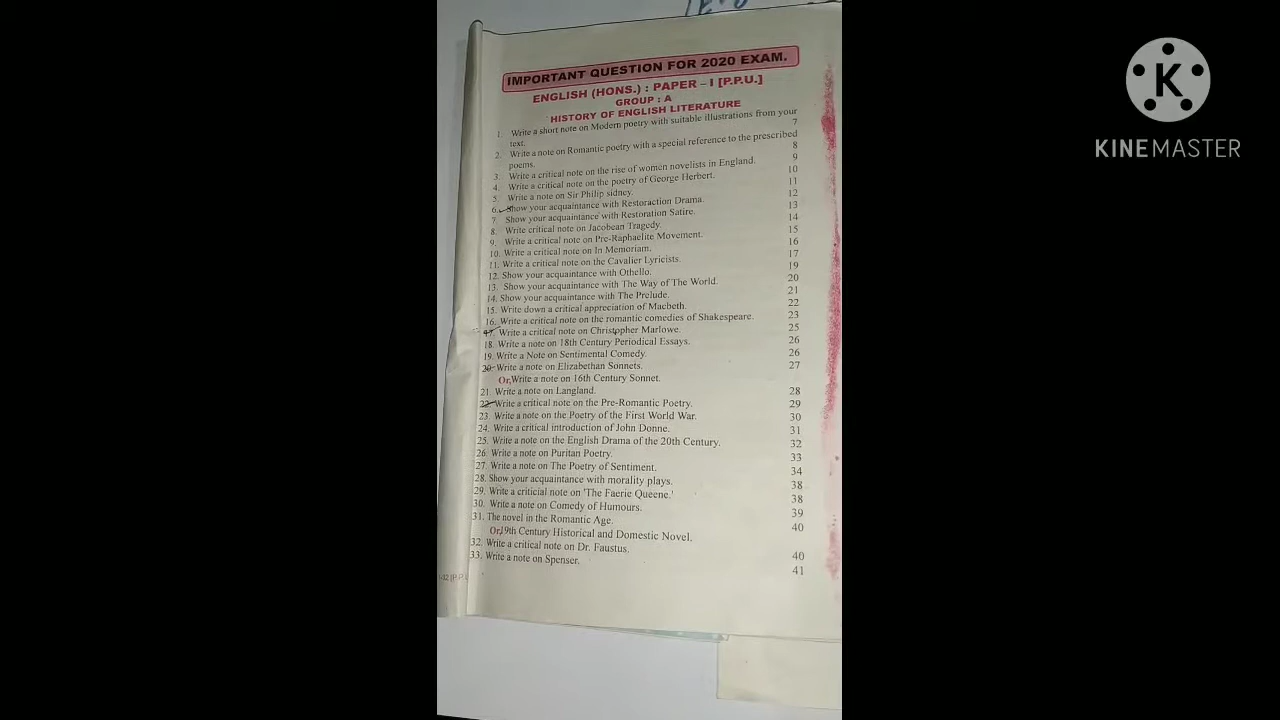 IMPORTANT QUESTION FOR 2020 EXAM.
ENGLISH (HONS.) : PAPER – I [P.P.U.]
GROUP : A
HISTORY OF ENGLISH LITERATURE
1. Write a short note on Modern poetry with suitable illustrations from your
text. 7
2. Write a note on Romantic poetry with a special reference to the prescribed
poems. 8
3. Write a critical note on the rise of women novelists in England. 9
4. Write a critical note on the poetry of George Herbert. 10
5. Write a note on Sir Philip sidney. 11
6. Show your acquaintance with Restoraction Drama. 12
7. Show your acquaintance with Restoration Satire. 13
8. Write critical note on Jacobean Tragedy. 14
9. Write a critical note on Pre-Raphaelite Movement. 15
10. Write a critical note on In Memoriam. 16
11. Write a critical note on the Cavalier Lyricists. 17
12. Show your acquaintance with Othello. 19
13. Show your acquaintance with The Way of The World. 20
14. Show your acquaintance with The Prelude. 21
15. Write down a critical appreciation of Macbeth. 22
16. Write a critical note on the romantic comedies of Shakespeare. 23
17. Write a critical note on Christopher Marlowe. 25
18. Write a note on 18th Century Periodical Essays. 26
19. Write a Note on Sentimental Comedy. 26
20. Write a note on Elizabethan Sonnets. 27
Or, Write a note on 16th Century Sonnet.
21 Write a note on Langland. 28
22. Write a critical note on the Pre-Romantic Poetry. 29
23. Write a note on the Poetry of the First World War. 30
24. Write a critical introduction of John Donne. 31
25. Write a note on the English Drama of the 20th Century. 32
26. Write a note on Puritan Poetry. 33
27. Write a note on The Poetry of Sentiment. 34
28. Show your acquaintance with morality plays. 38
29. Write a criticial note on 'The Faerie Queene.' 38
30. Write a note on Comedy of Humours. 39
31. The novel in the Romantic Age. 40
Or, 19th Century Historical and Domestic Novel.
32. Write a critical note on Dr. Faustus. 40
33. Write a note on Spenser. 41
K
KINEMASTER